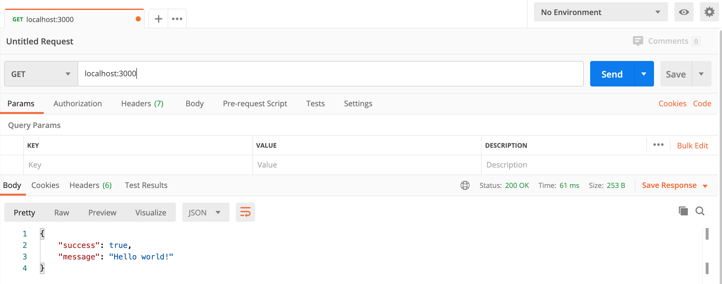 GET localhost:3000
No Environment
Untitled Request
Comments 0
GET localhost:3000 Send Save
Params Authorization Headers (7) Body Pre-request Script Tests Settings Cookies Code
Query Params
KEY VALUE DESCRIPTION Bulk Edit
Key Value Description
Body Cookies Headers (6) Test Results Status: 200 OK Time: 61 ms Size: 253 B Save Response
Pretty Raw Preview Visualize JSON
1 {
2 "success": true,
3 "message": "Hello world!"
4 }